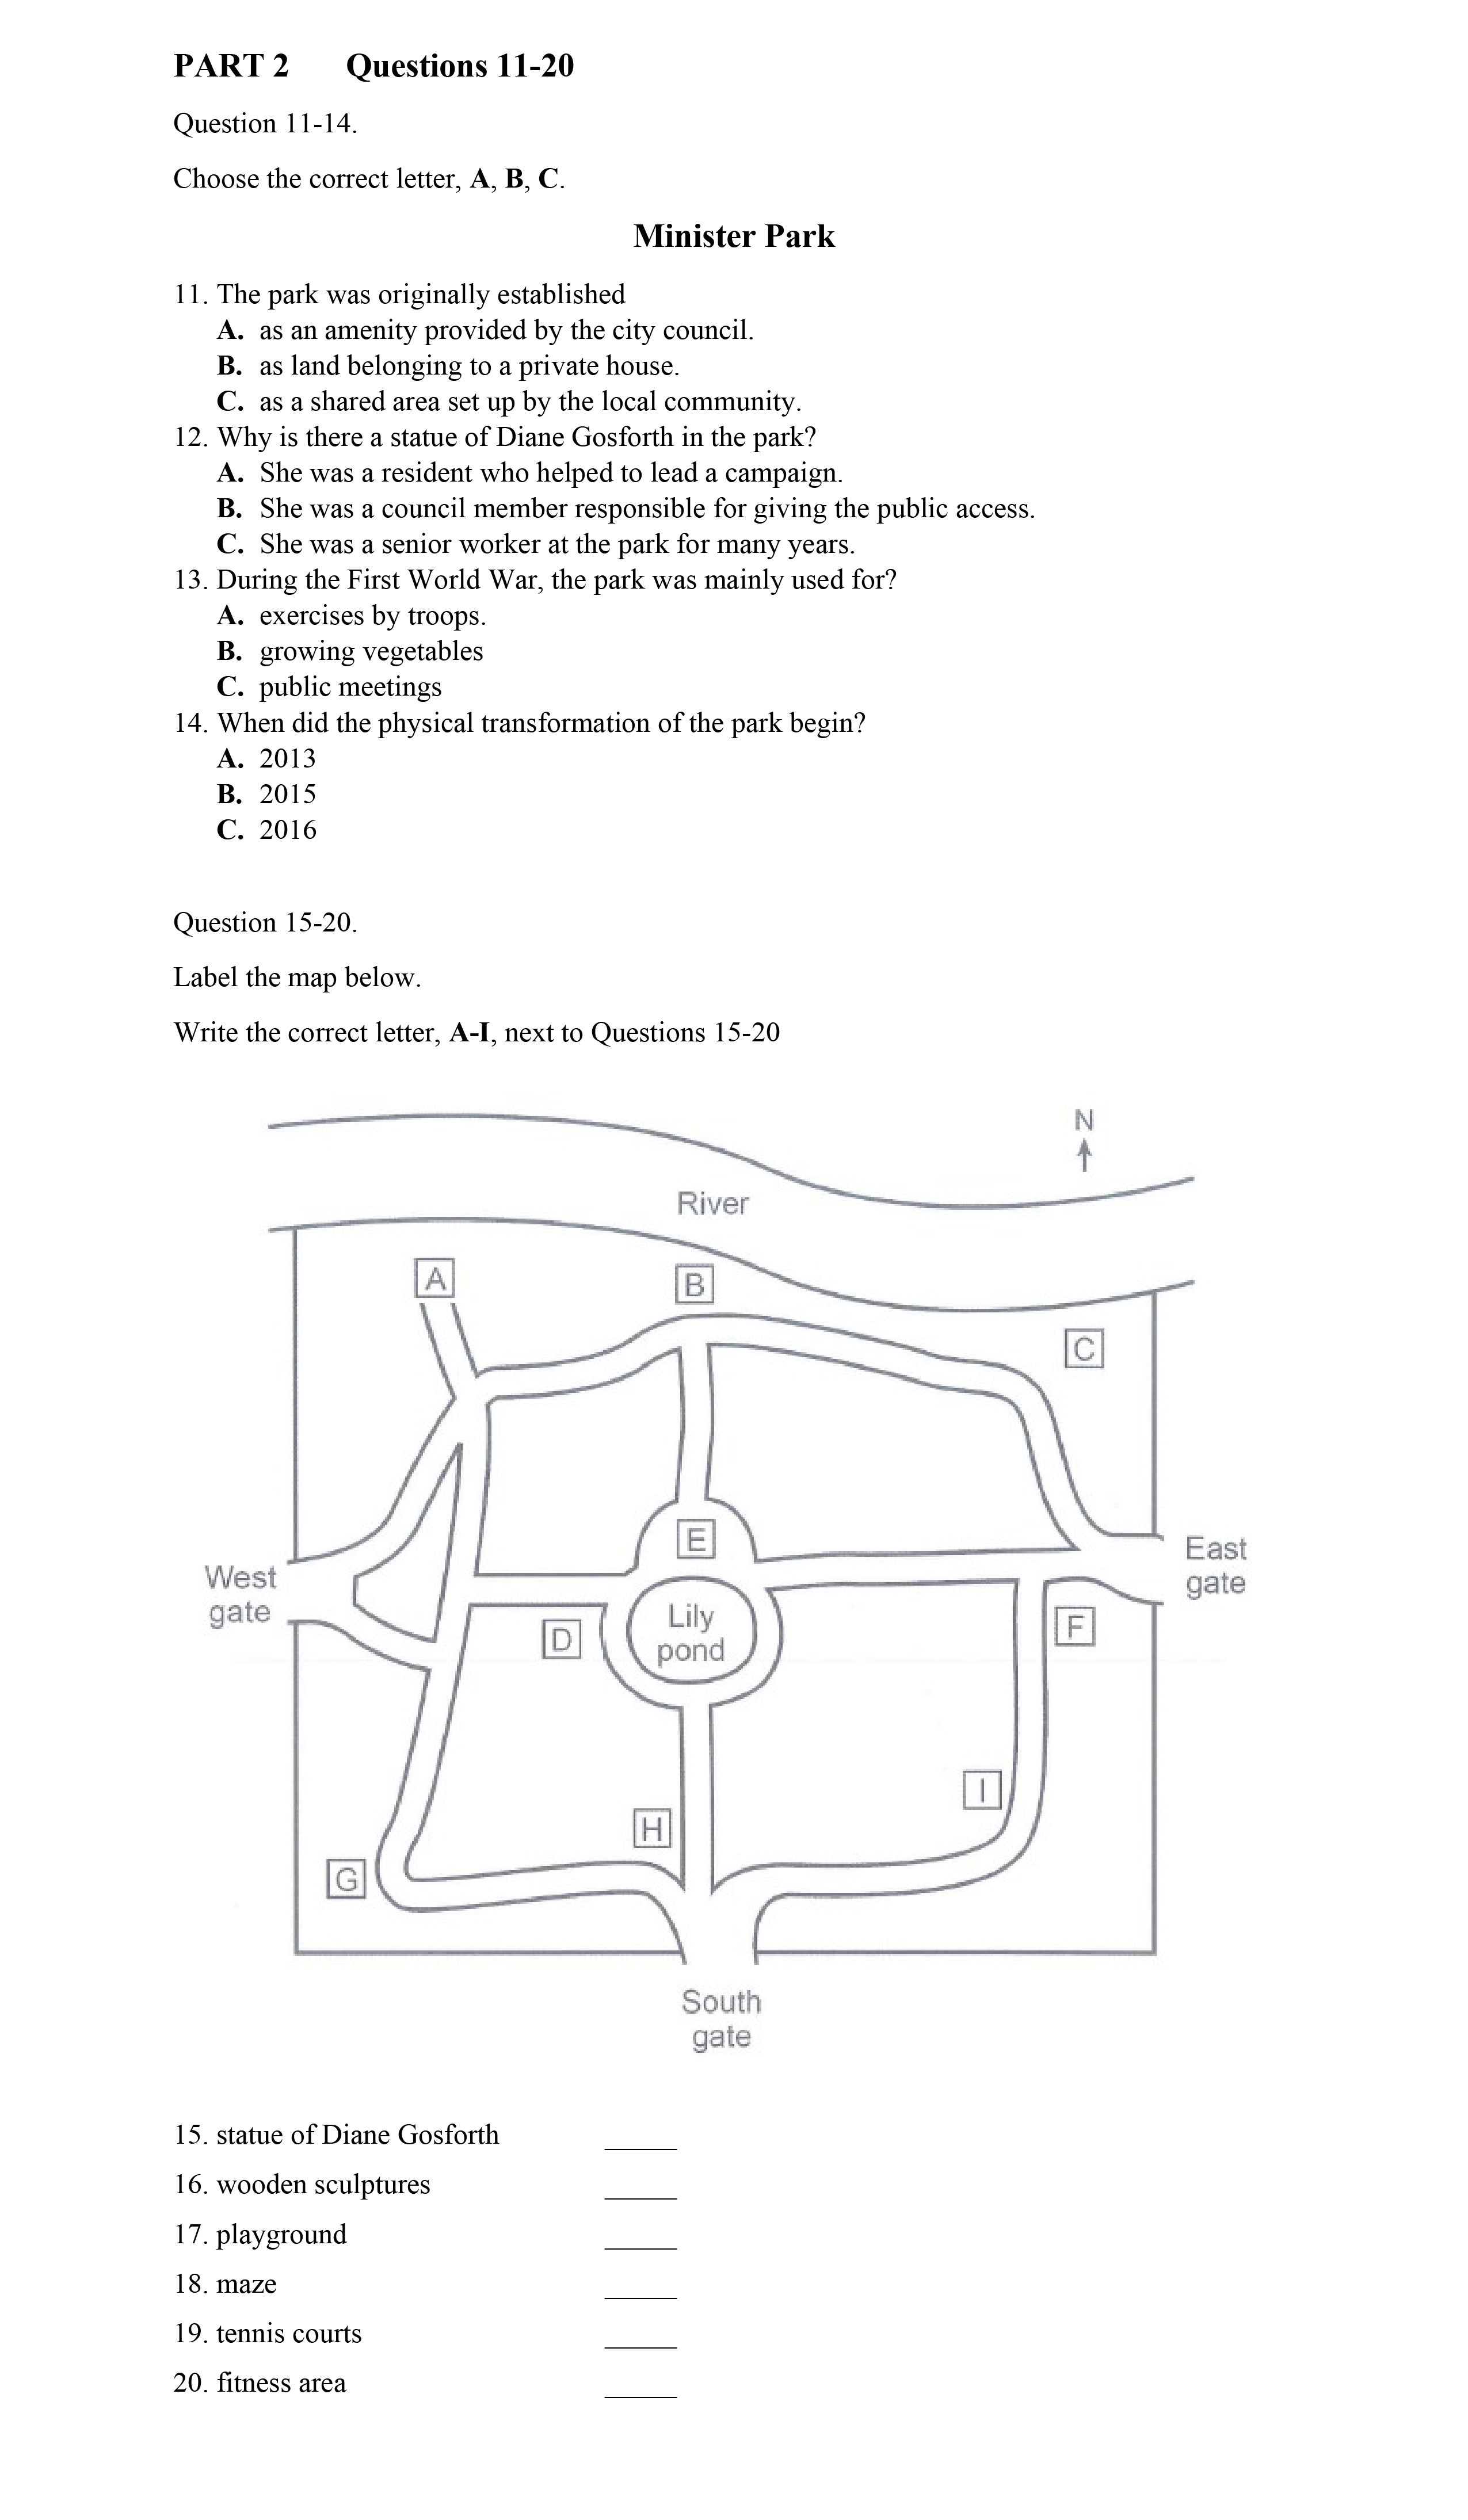 PART 2 Questions 11-20
Question 11-14.
Choose the correct letter, A, B, C.
Minister Park
11. The park was originally established
A. as an amenity provided by the city council.
B. as land belonging to a private house.
C. as a shared area set up by the local community.
12. Why is there a statue of Diane Gosforth in the park?
A. She was a resident who helped to lead a campaign.
B. She was a council member responsible for giving the public access.
C. She was a senior worker at the park for many years.
13. During the First World War, the park was mainly used for?
A. exercises by troops.
B. growing vegetables
C. public meetings
14. When did the physical transformation of the park begin?
A. 2013
B. 2015
C. 2016
Question 15-20.
Label the map below.
Write the correct letter, A-I, next to Questions 15-20
N
River
A
B
C
E
East
gate
West
gate
Lily
pond
D
F
I
H
G
South
gate
15. statue of Diane Gosforth
16. wooden sculptures
17. playground
18. maze
19. tennis courts
20. fitness area